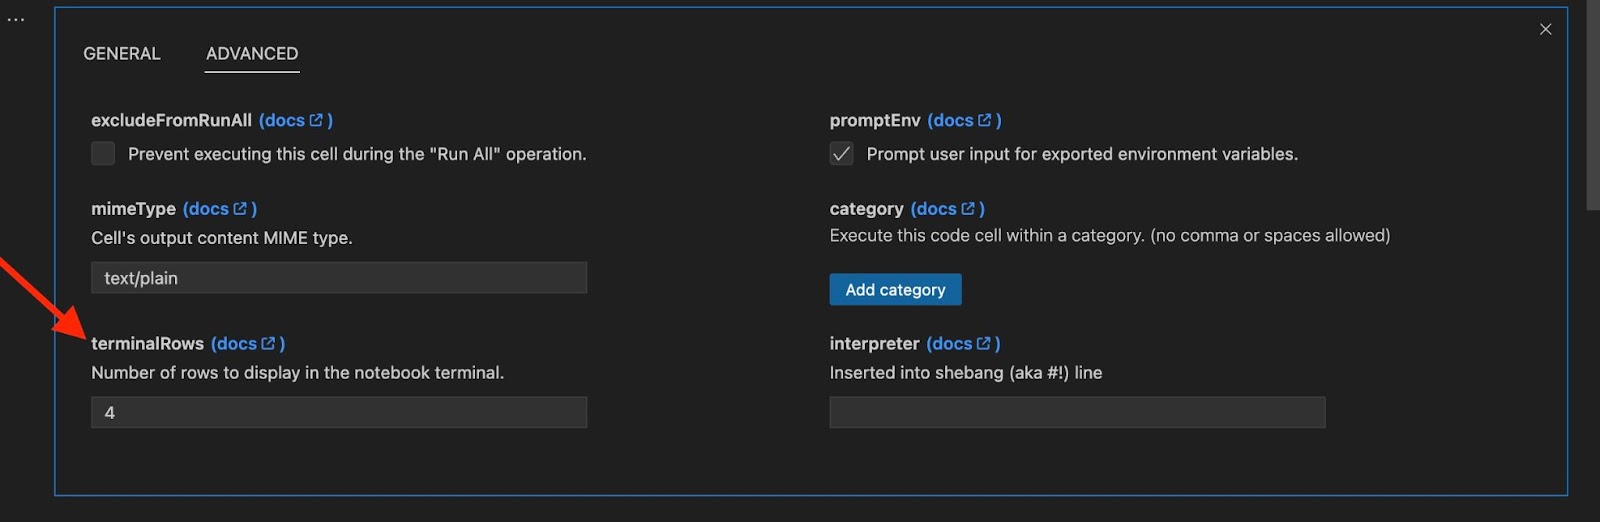 ...
GENERAL ADVANCED
excludeFromRunAll (docs )
Prevent executing this cell during the "Run All" operation.
promptEnv (docs )
Prompt user input for exported environment variables.
mimeType (docs )
Cell's output content MIME type.
text/plain
category (docs )
Execute this code cell within a category. (no comma or spaces allowed)
Add category
terminalRows (docs )
Number of rows to display in the notebook terminal.
4
interpreter (docs )
Inserted into shebang (aka #!) line